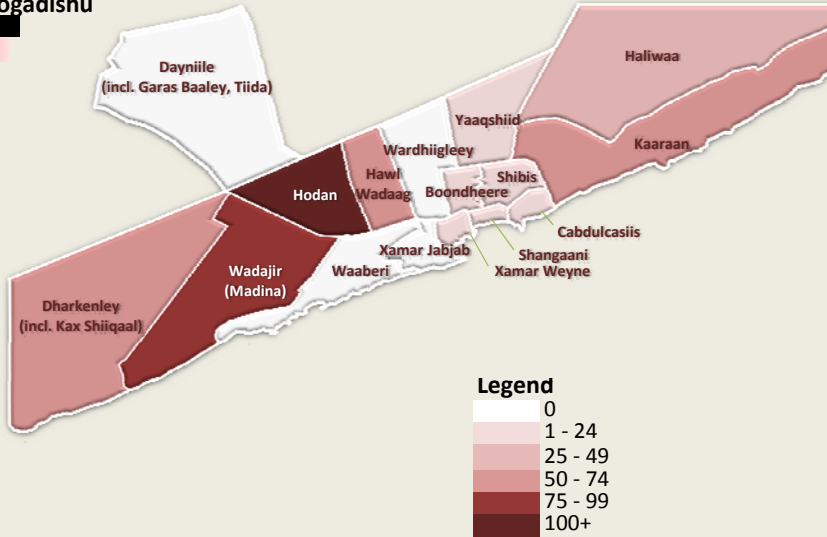 ogadishu
Dayniile
(incl. Garas Baaley, Tiida)
Haliwaa
Yaaqshiid
Wardhiigleey
Kaaraan
Hawl
Wadaag
Shibis
Hodan
Boondheere
Cabdulcasiis
Xamar Jabjab
Shangaani
Waaberi
Xamar Weyne
Wadajir
(Madina)
Dharkenley
(incl. Kax Shiiqaal)
Legend
0
1 - 24
25 - 49
50 - 74
75 - 99
100+